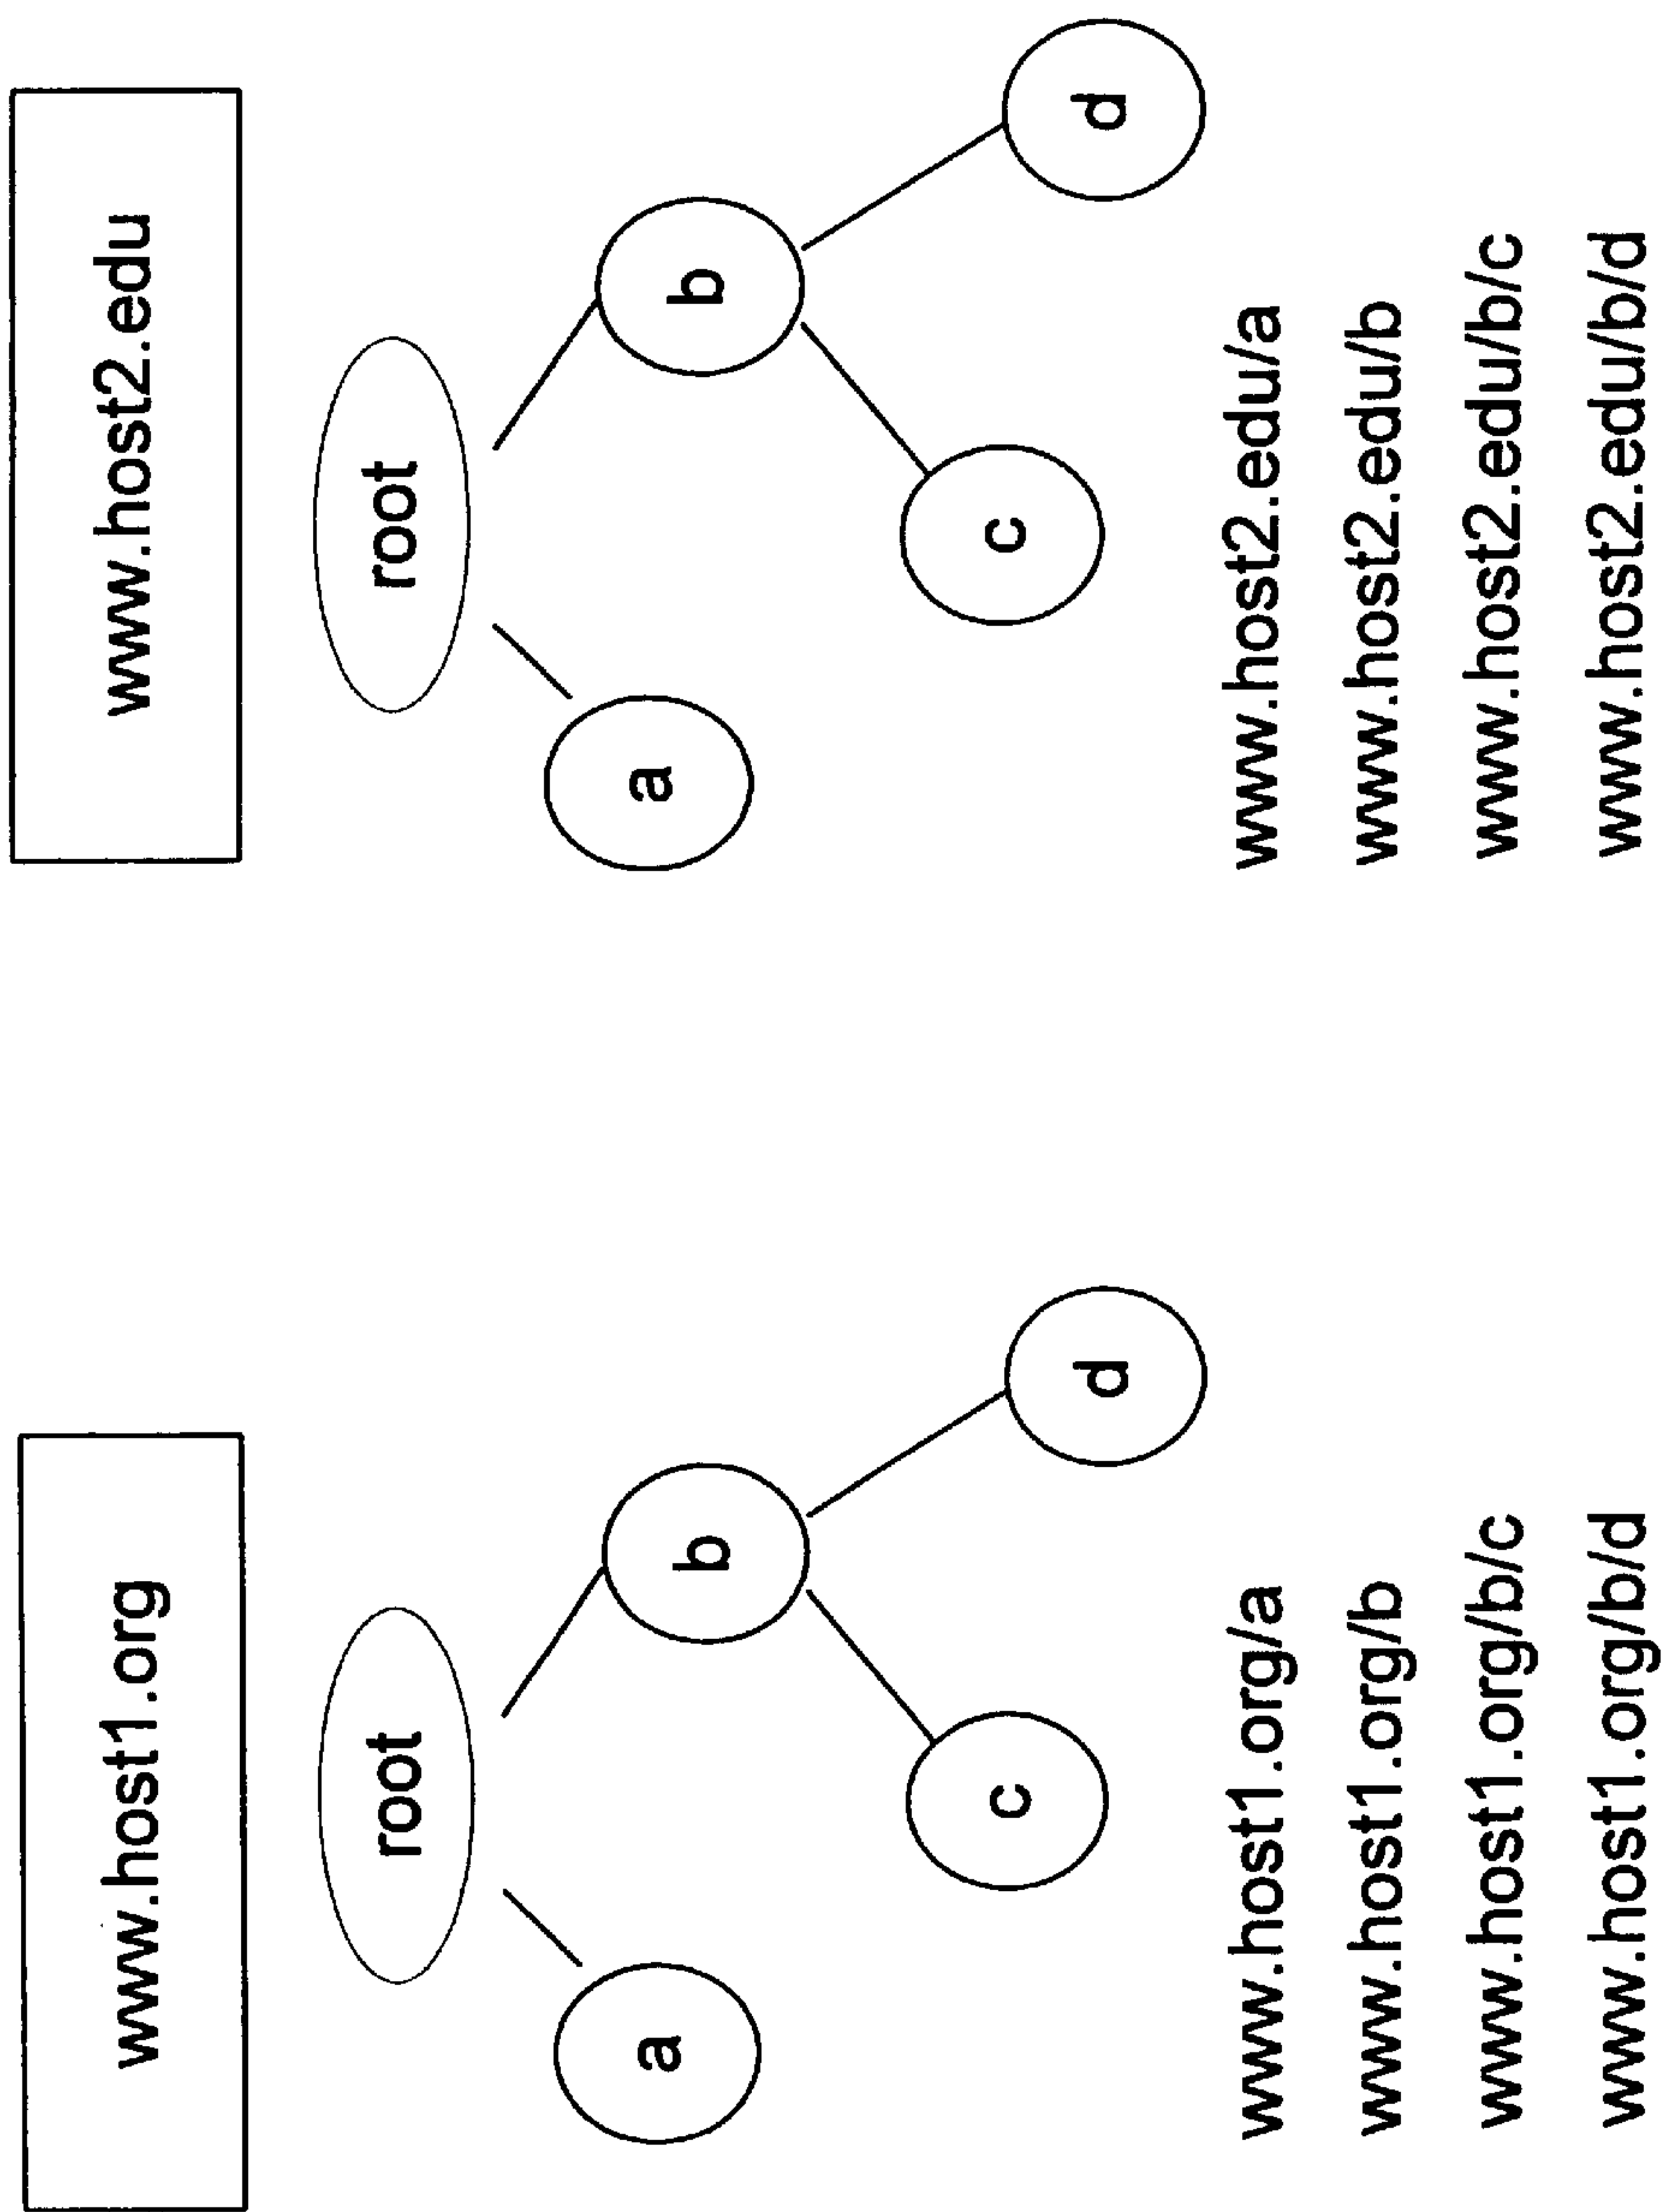 www.host1.org
root
a
b
c
d
www.host1.org/a
www.host1.org/b
www.host1.org/b/c
www.host1.org/b/d
www.host2.edu
root
a
b
c
d
www.host2.edu/a
www.host2.edu/b
www.host2.edu/b/c
www.host2.edu/b/d